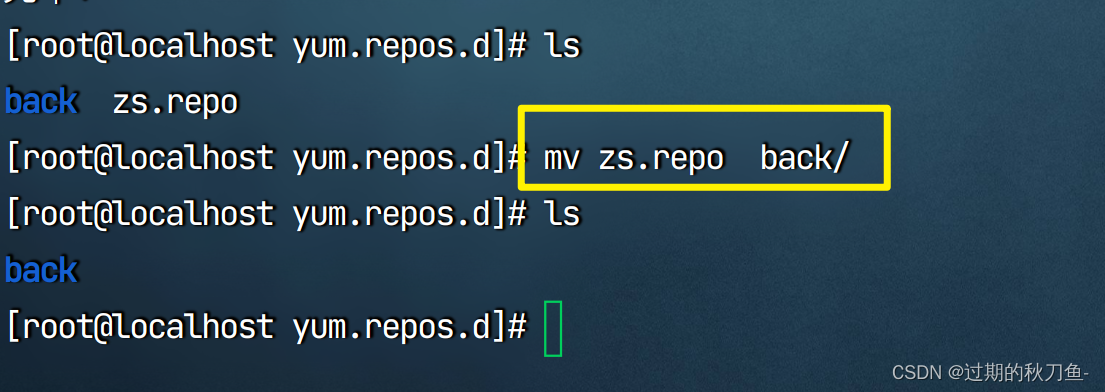 [root@localhost yum.repos.d]# ls
back  zs.repo
[root@localhost yum.repos.d]# mv zs.repo  back/
[root@localhost yum.repos.d]# ls
back
[root@localhost yum.repos.d]#
CSDN @过期的秋刀鱼-